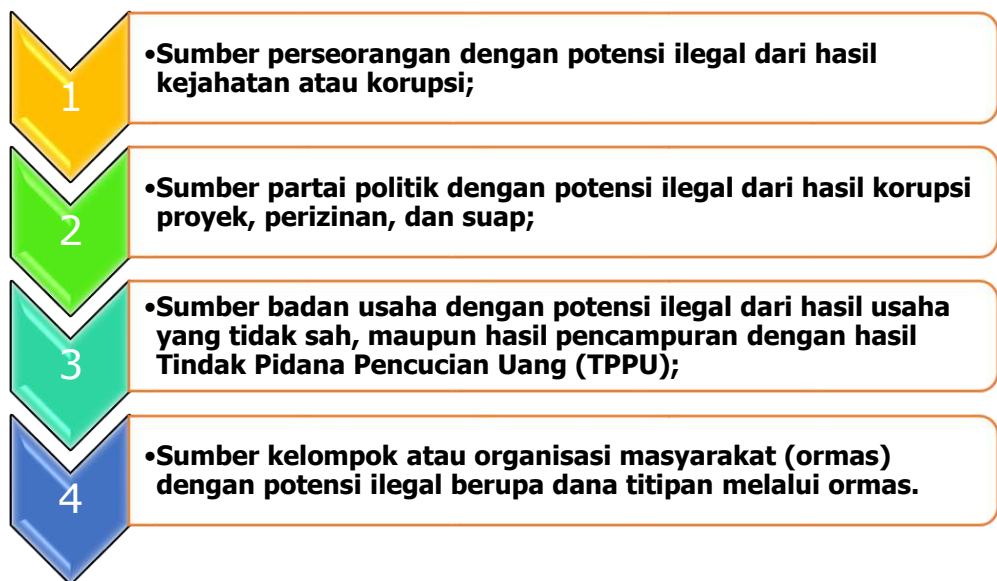 1
•Sumber perseorangan dengan potensi ilegal dari hasil
kejahatan atau korupsi;
2
•Sumber partai politik dengan potensi ilegal dari hasil korupsi
proyek, perizinan, dan suap;
3
•Sumber badan usaha dengan potensi ilegal dari hasil usaha
yang tidak sah, maupun hasil pencampuran dengan hasil
Tindak Pidana Pencucian Uang (TPPU);
4
•Sumber kelompok atau organisasi masyarakat (ormas)
dengan potensi ilegal berupa dana titipan melalui ormas.